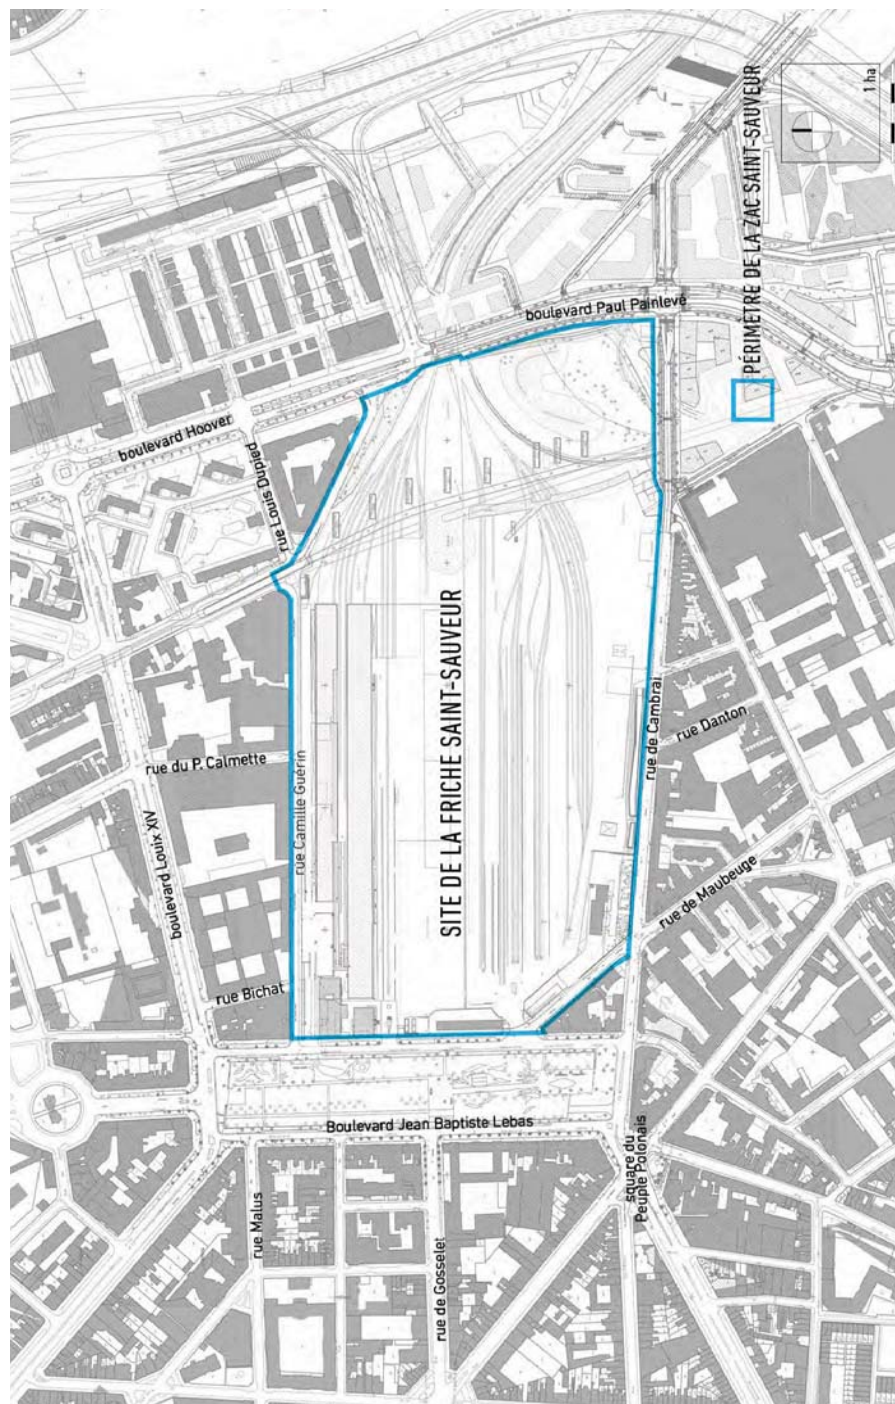 boulevard Paul Painlevé
boulevard Hoover
rue Louis Dupied
rue du P. Calmette
boulevard Louix XIV
rue Camille Guérin
rue Bichat
SITE DE LA FRICHE SAINT-SAUVEUR
rue de Cambrai
rue Danton
rue de Maubeuge
Boulevard Jean Baptiste Lebas
square du
Peuple Polonais
rue Malus
rue de Gosselet
PÉRIMÈTRE DE LA ZAC SAINT-SAUVEUR
1 ha